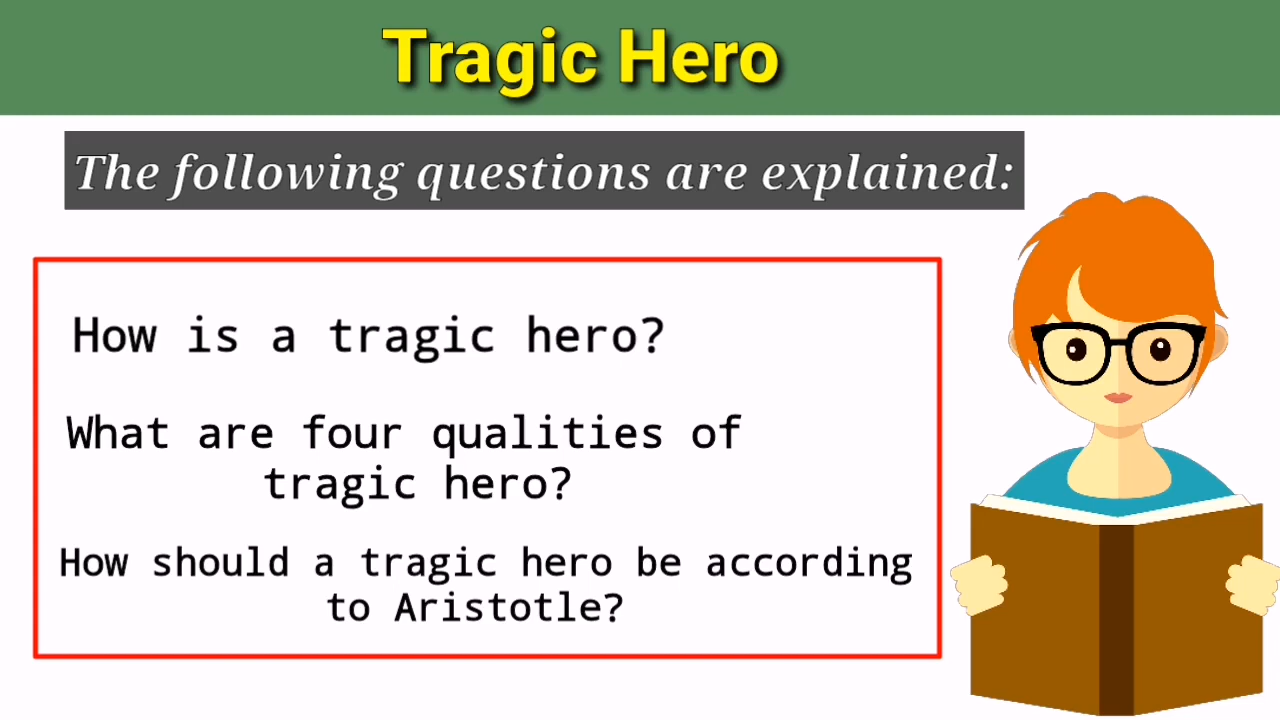 Tragic Hero
The following questions are explained:
How is a tragic hero?
What are four qualities of
tragic hero?
How should a tragic hero be according
to Aristotle?